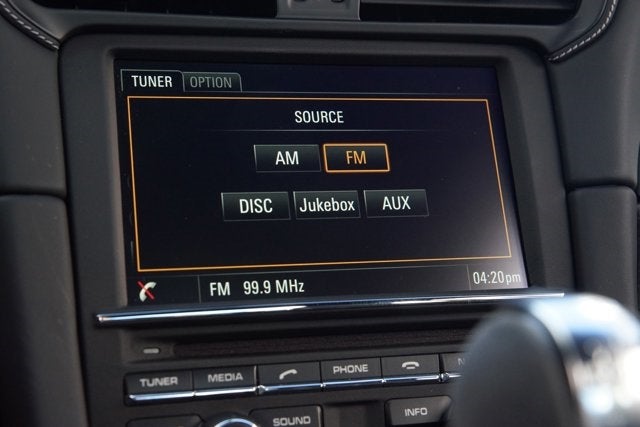 TUNER OPTION
SOURCE
AM FM
DISC Jukebox AUX
FM 99.9 MHz 04:20pm
TUNER MEDIA PHONE
SOUND INFO